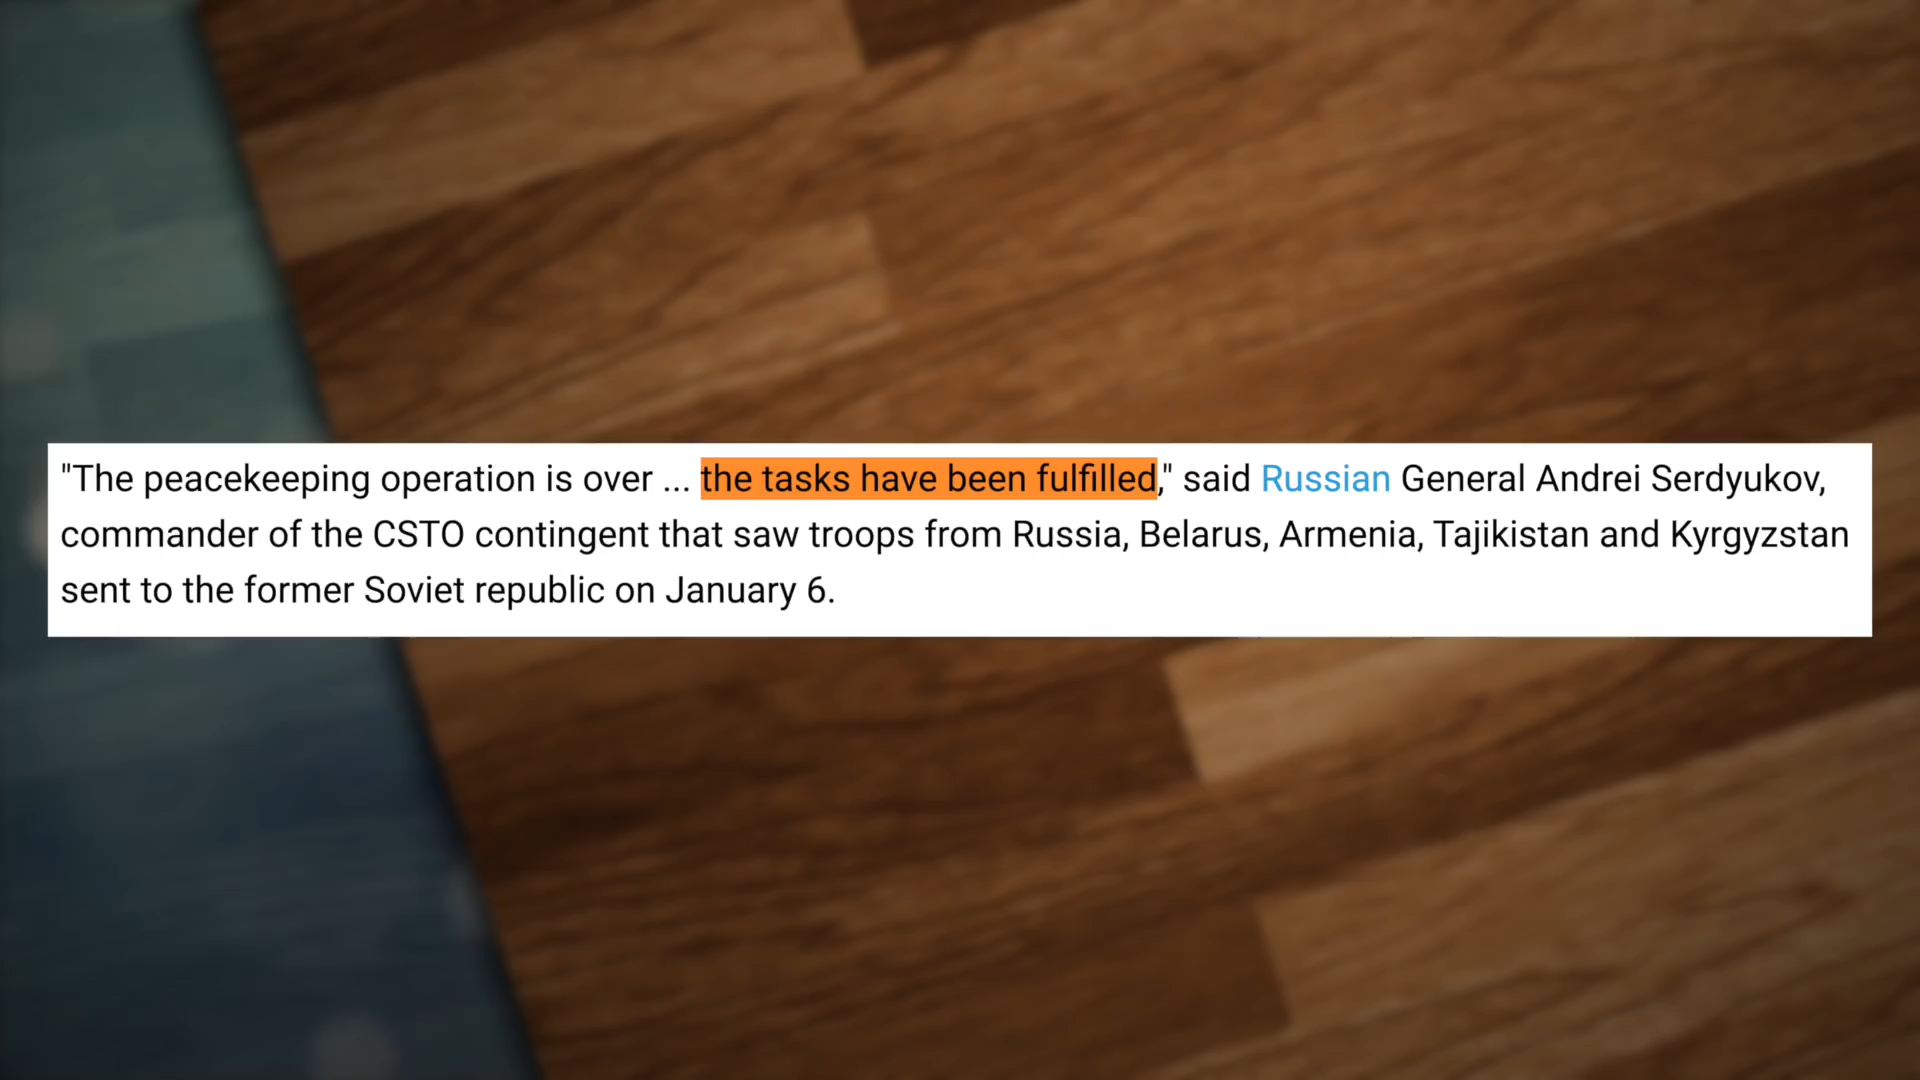 "The peacekeeping operation is over ... the tasks have been fulfilled," said Russian General Andrei Serdyukov,
commander of the CSTO contingent that saw troops from Russia, Belarus, Armenia, Tajikistan and Kyrgyzstan
sent to the former Soviet republic on January 6.